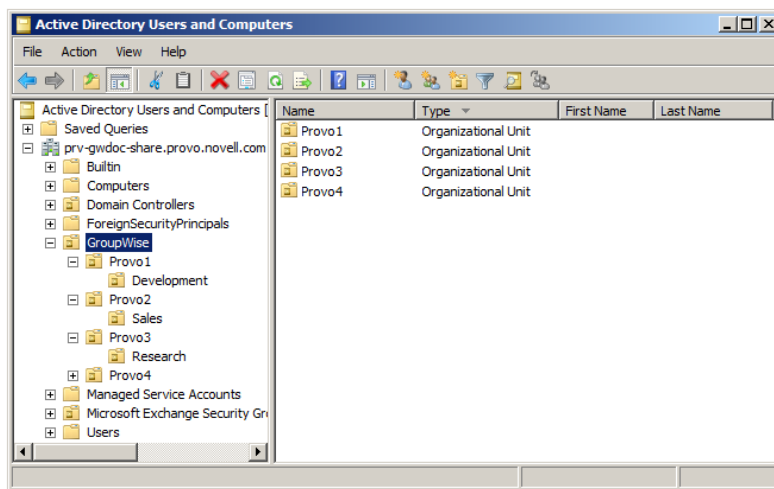 Active Directory Users and Computers
File Action View Help
Active Directory Users and Computers [
Name Type First Name Last Name
Saved Queries
Provo1 Organizational Unit
prv-gwdoc-share.provo.novell.com
Provo2 Organizational Unit
Builtin
Provo3 Organizational Unit
Computers
Provo4 Organizational Unit
Domain Controllers
ForeignSecurityPrincipals
GroupWise
Provo1
Development
Provo2
Sales
Provo3
Research
Provo4
Managed Service Accounts
Microsoft Exchange Security Gr
Users